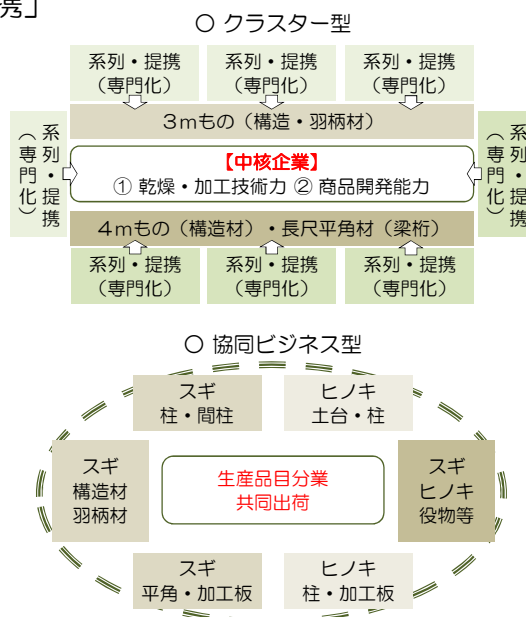 携」
〇 クラスター型
系列・提携
（専門化）
系列・提携
（専門化）
系列・提携
（専門化）
３ｍもの（構造・羽柄材）
系列・提携
（専門化）
【中核企業】
① 乾燥・加工技術力 ② 商品開発能力
系列・提携
（専門化）
４ｍもの（構造材）・長尺平角材（梁桁）
系列・提携
（専門化）
系列・提携
（専門化）
系列・提携
（専門化）
〇 協同ビジネス型
スギ
柱・間柱
ヒノキ
土台・柱
スギ
構造材
羽柄材
生産品目分業
共同出荷
スギ
ヒノキ
役物等
スギ
平角・加工板
ヒノキ
柱・加工板